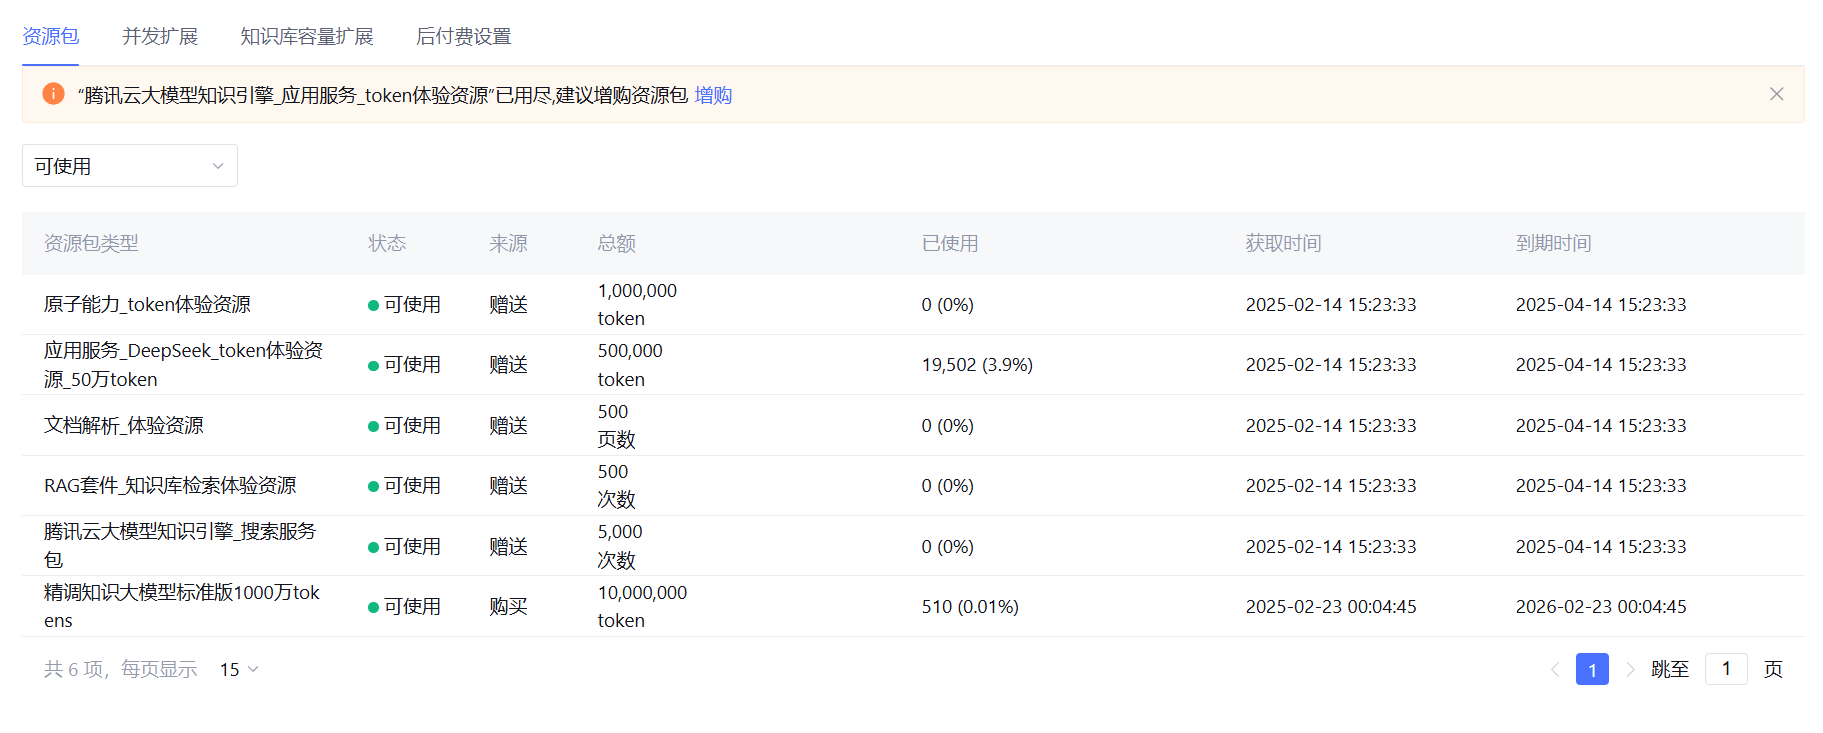 资源包 并发扩展 知识库容量扩展 后付费设置
“腾讯云大模型知识引擎_应用服务_token体验资源”已用尽,建议增购资源包 增购
可使用
资源包类型 状态 来源 总额 已使用 获取时间 到期时间
原子能力_token体验资源 可使用 赠送 1,000,000
token 0 (0%) 2025-02-14 15:23:33 2025-04-14 15:23:33
应用服务_DeepSeek_token体验资
源_50万token 可使用 赠送 500,000
token 19,502 (3.9%) 2025-02-14 15:23:33 2025-04-14 15:23:33
文档解析_体验资源 可使用 赠送 500
页数 0 (0%) 2025-02-14 15:23:33 2025-04-14 15:23:33
RAG套件_知识库检索体验资源 可使用 赠送 500
次数 0 (0%) 2025-02-14 15:23:33 2025-04-14 15:23:33
腾讯云大模型知识引擎_搜索服务
包 可使用 赠送 5,000
次数 0 (0%) 2025-02-14 15:23:33 2025-04-14 15:23:33
精调知识大模型标准版1000万tok
ens 可使用 购买 10,000,000
token 510 (0.01%) 2025-02-23 00:04:45 2026-02-23 00:04:45
共 6 项，每页显示 15 1 跳至 1 页